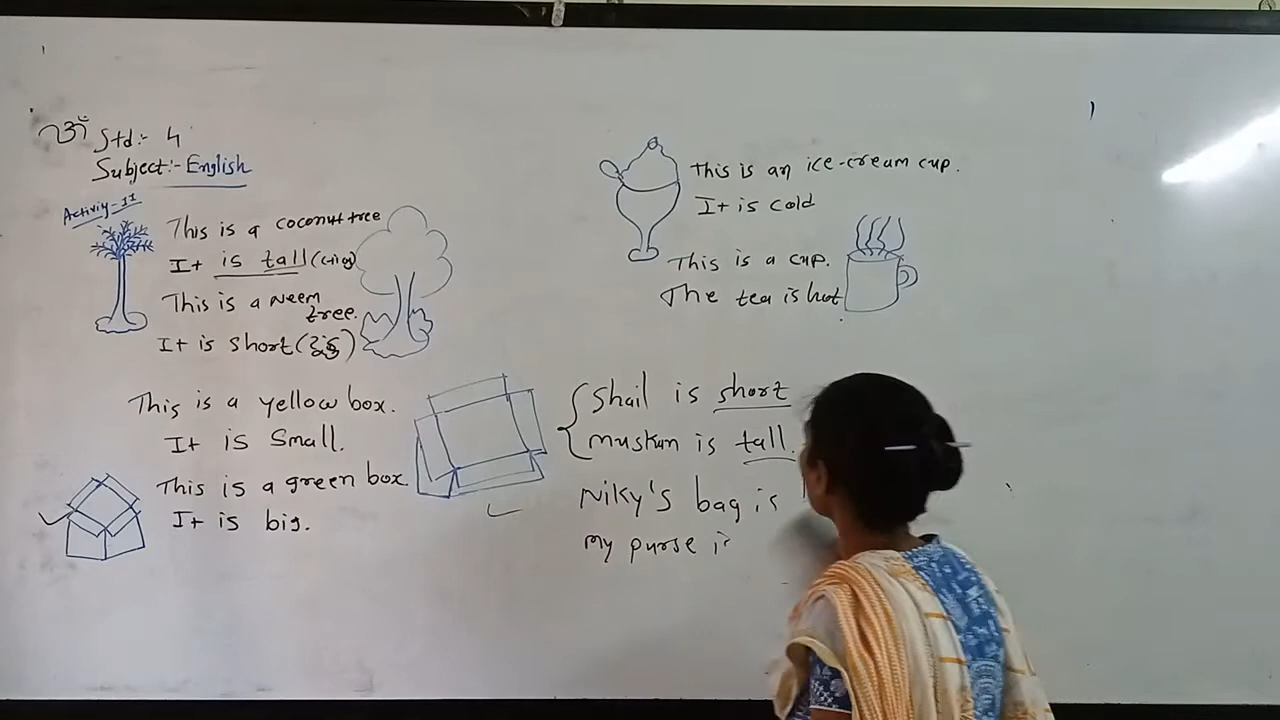 ॐ
Std:- 4
Subject:- English
Activiy-11
This is a coconut tree
It is tall (લાંબુ)
This is a Neem
tree.
It is short (ટૂંકુ)
This is a yellow box.
It is Small.
This is a green box
It is big.
This is an ice-cream cup.
It is cold
This is a cup.
The tea is hot
Shail is short
Muskan is tall.
Niky's bag is
My purse is